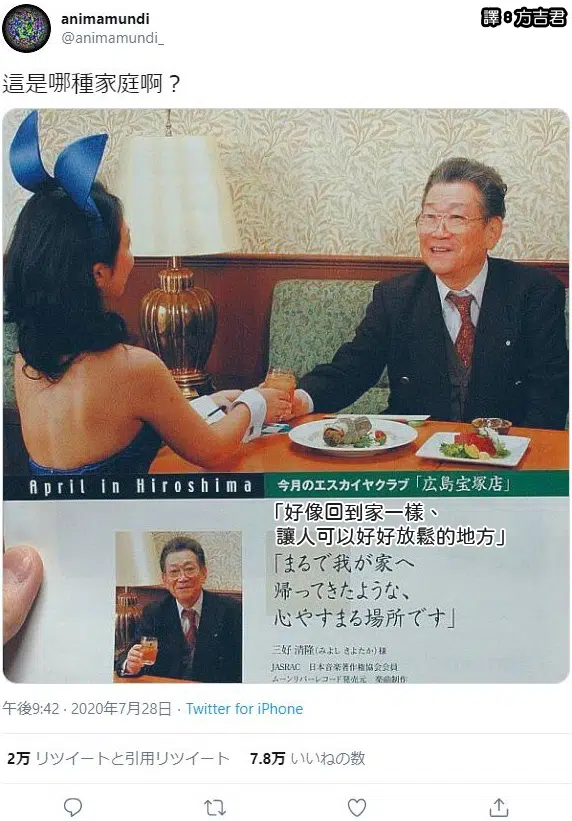 animamundi
@animamundi_
譯8方吉君
這是哪種家庭啊？
April in Hiroshima
今月のエスカイヤクラブ「広島宝塚店」
「好像回到家一樣、
讓人可以好好放鬆的地方」
「まるで我が家へ
帰ってきたような、
心やすまる場所です」
三好 清隆（みよし きよたか）様
JASRAC 日本音楽著作権協会会員
ムーンリバーレコード発売元 楽曲制作
午後9:42 · 2020年7月28日 · Twitter for iPhone
2万 リツイートと引用リツイート 7.8万 いいねの数